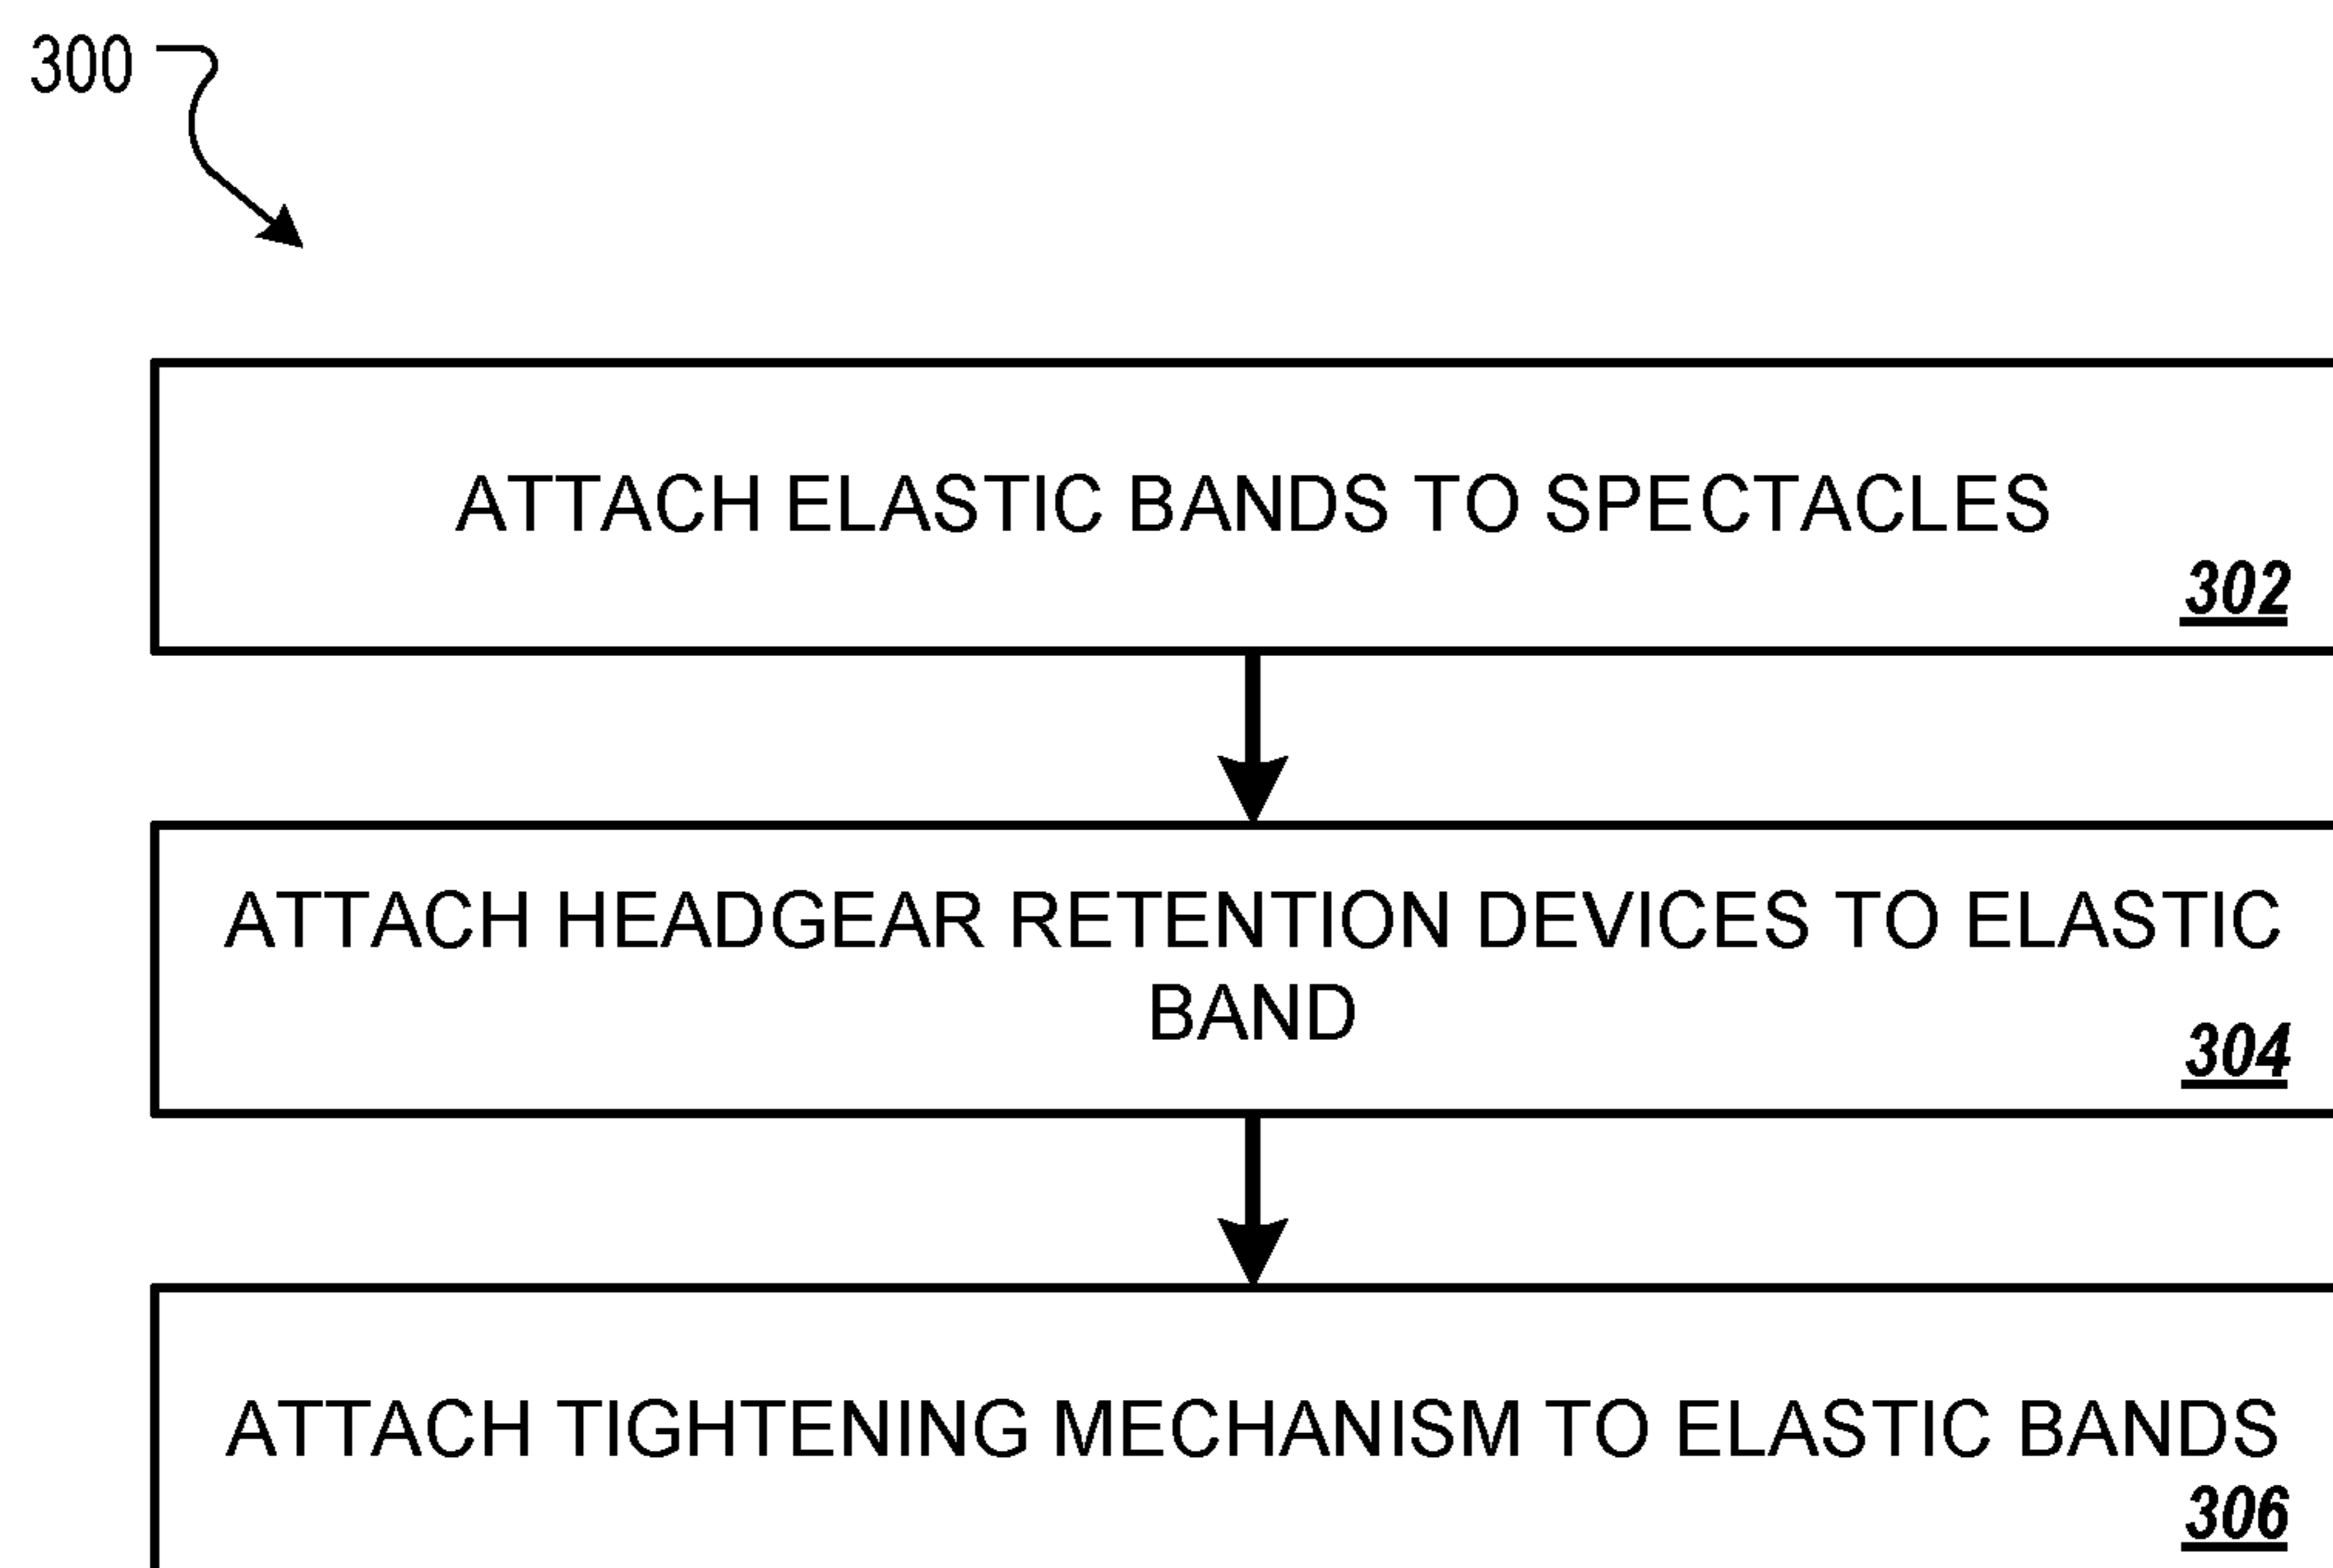 300
ATTACH ELASTIC BANDS TO SPECTACLES
302
ATTACH HEADGEAR RETENTION DEVICES TO ELASTIC
BAND
304
ATTACH TIGHTENING MECHANISM TO ELASTIC BANDS
306